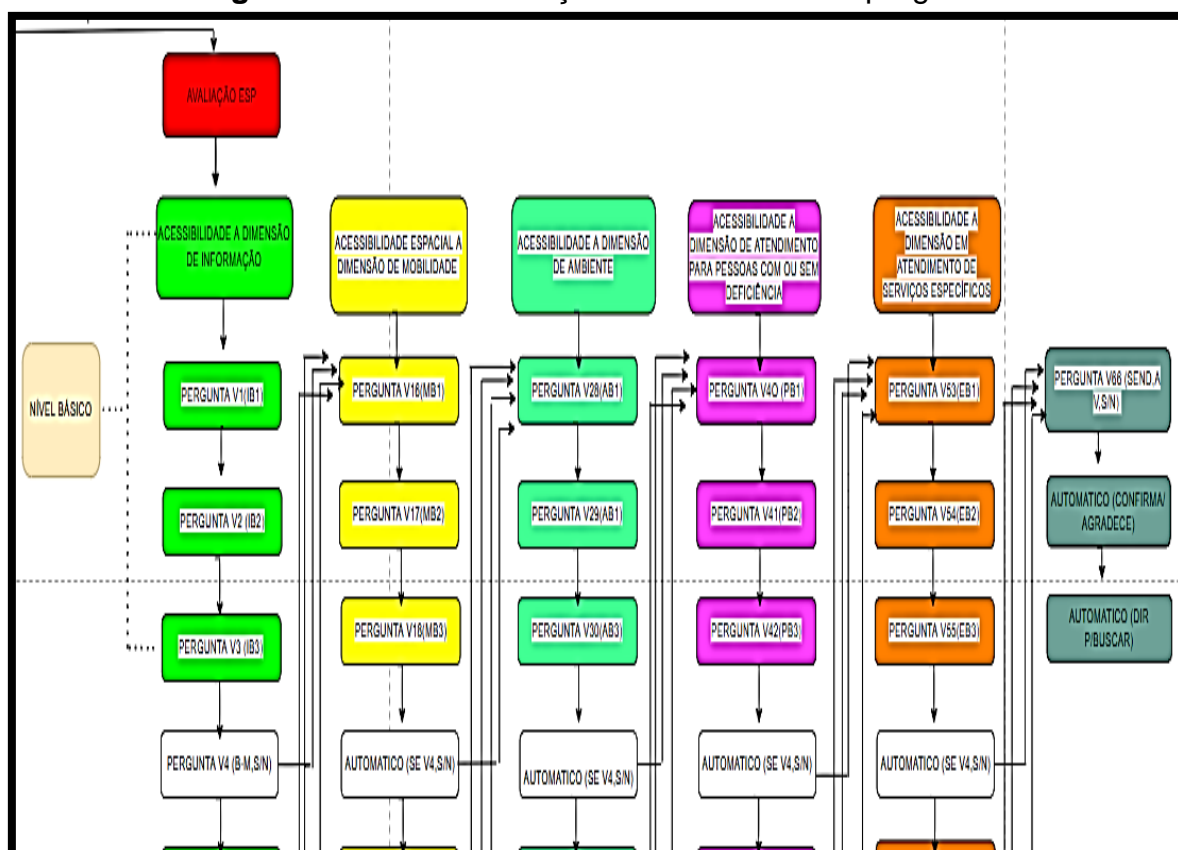 AVALIAÇÃO ESP
ACESSIBILIDADE A DIMENSÃO
DE INFORMAÇÃO
ACESSIBILIDADE ESPACIAL A
DIMENSÃO DE MOBILIDADE
ACESSIBILIDADE A DIMENSÃO
DE AMBIENTE
ACESSIBILIDADE A
DIMENSÃO DE ATENDIMENTO
PARA PESSOAS COM OU SEM
DEFICIÊNCIA
ACESSIBILIDADE A
DIMENSÃO EM
ATENDIMENTO DE
SERVIÇOS ESPECÍFICOS
NÍVEL BÁSICO
PERGUNTA V1(IB1)
PERGUNTA V16(MB1)
PERGUNTA V28(AB1)
PERGUNTA V4O (PB1)
PERGUNTA V53(EB1)
PERGUNTA V66 (SEND,A
V,S/N)
PERGUNTA V2 (IB2)
PERGUNTA V17(MB2)
PERGUNTA V29(AB1)
PERGUNTA V41(PB2)
PERGUNTA V54(EB2)
AUTOMATICO (CONFIRMA/
AGRADECE)
PERGUNTA V3 (IB3)
PERGUNTA V18(MB3)
PERGUNTA V30(AB3)
PERGUNTA V42(PB3)
PERGUNTA V55(EB3)
AUTOMATICO (DIR
P/BUSCAR)
PERGUNTA V4 (B-M,S/N)
AUTOMATICO (SE V4,S/N)
AUTOMATICO (SE V4,S/N)
AUTOMATICO (SE V4,S/N)
AUTOMATICO (SE V4,S/N)